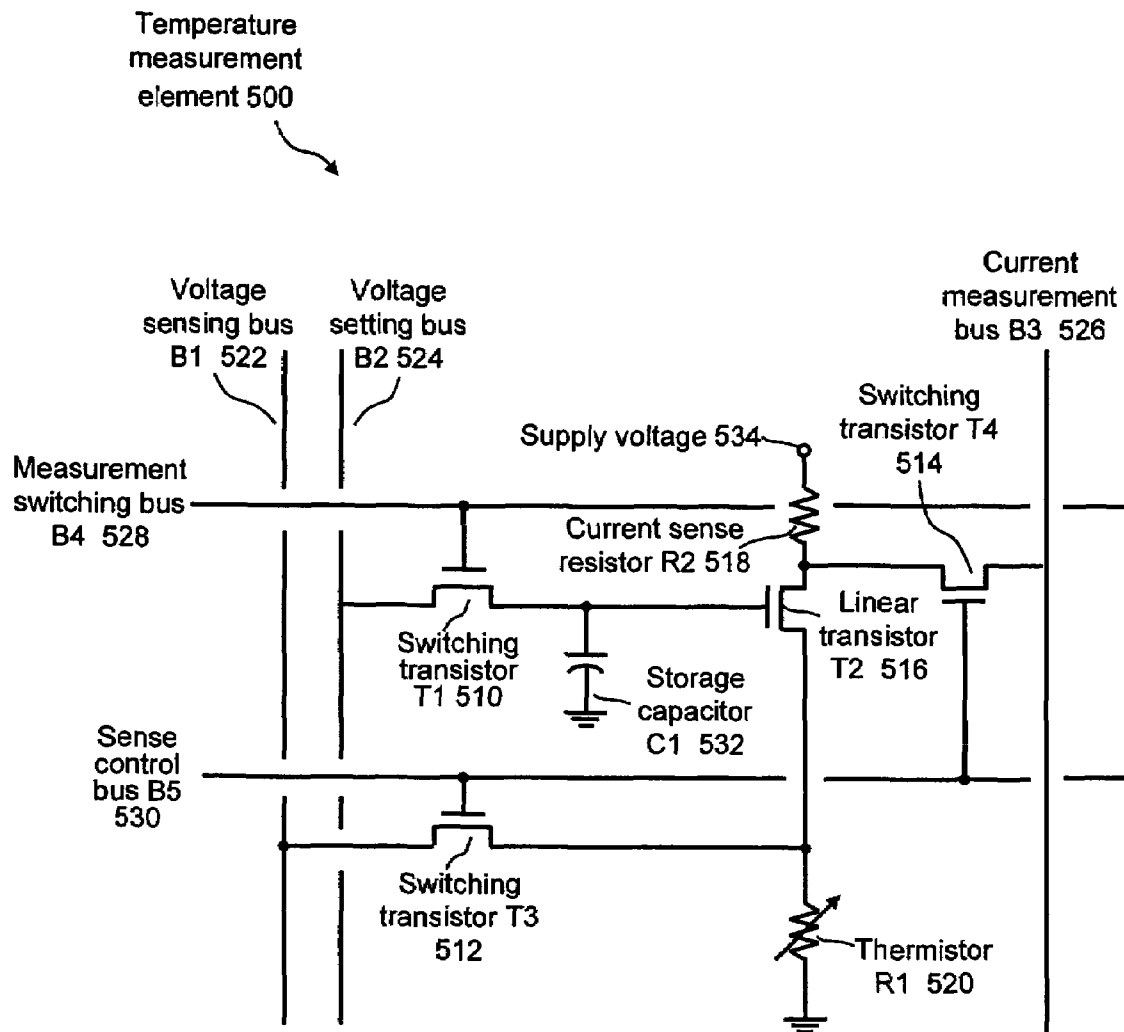 Temperature
measurement
element 500
Voltage
sensing bus
B1 522
Voltage
setting bus
B2 524
Current
measurement
bus B3 526
Switching
transistor T4
514
Supply voltage 534
Measurement
switching bus
B4 528
Current sense
resistor R2 518
Linear
transistor
T2 516
Switching
transistor
T1 510
Storage
capacitor
C1 532
Sense
control
bus B5
530
Switching
transistor T3
512
Thermistor
R1 520